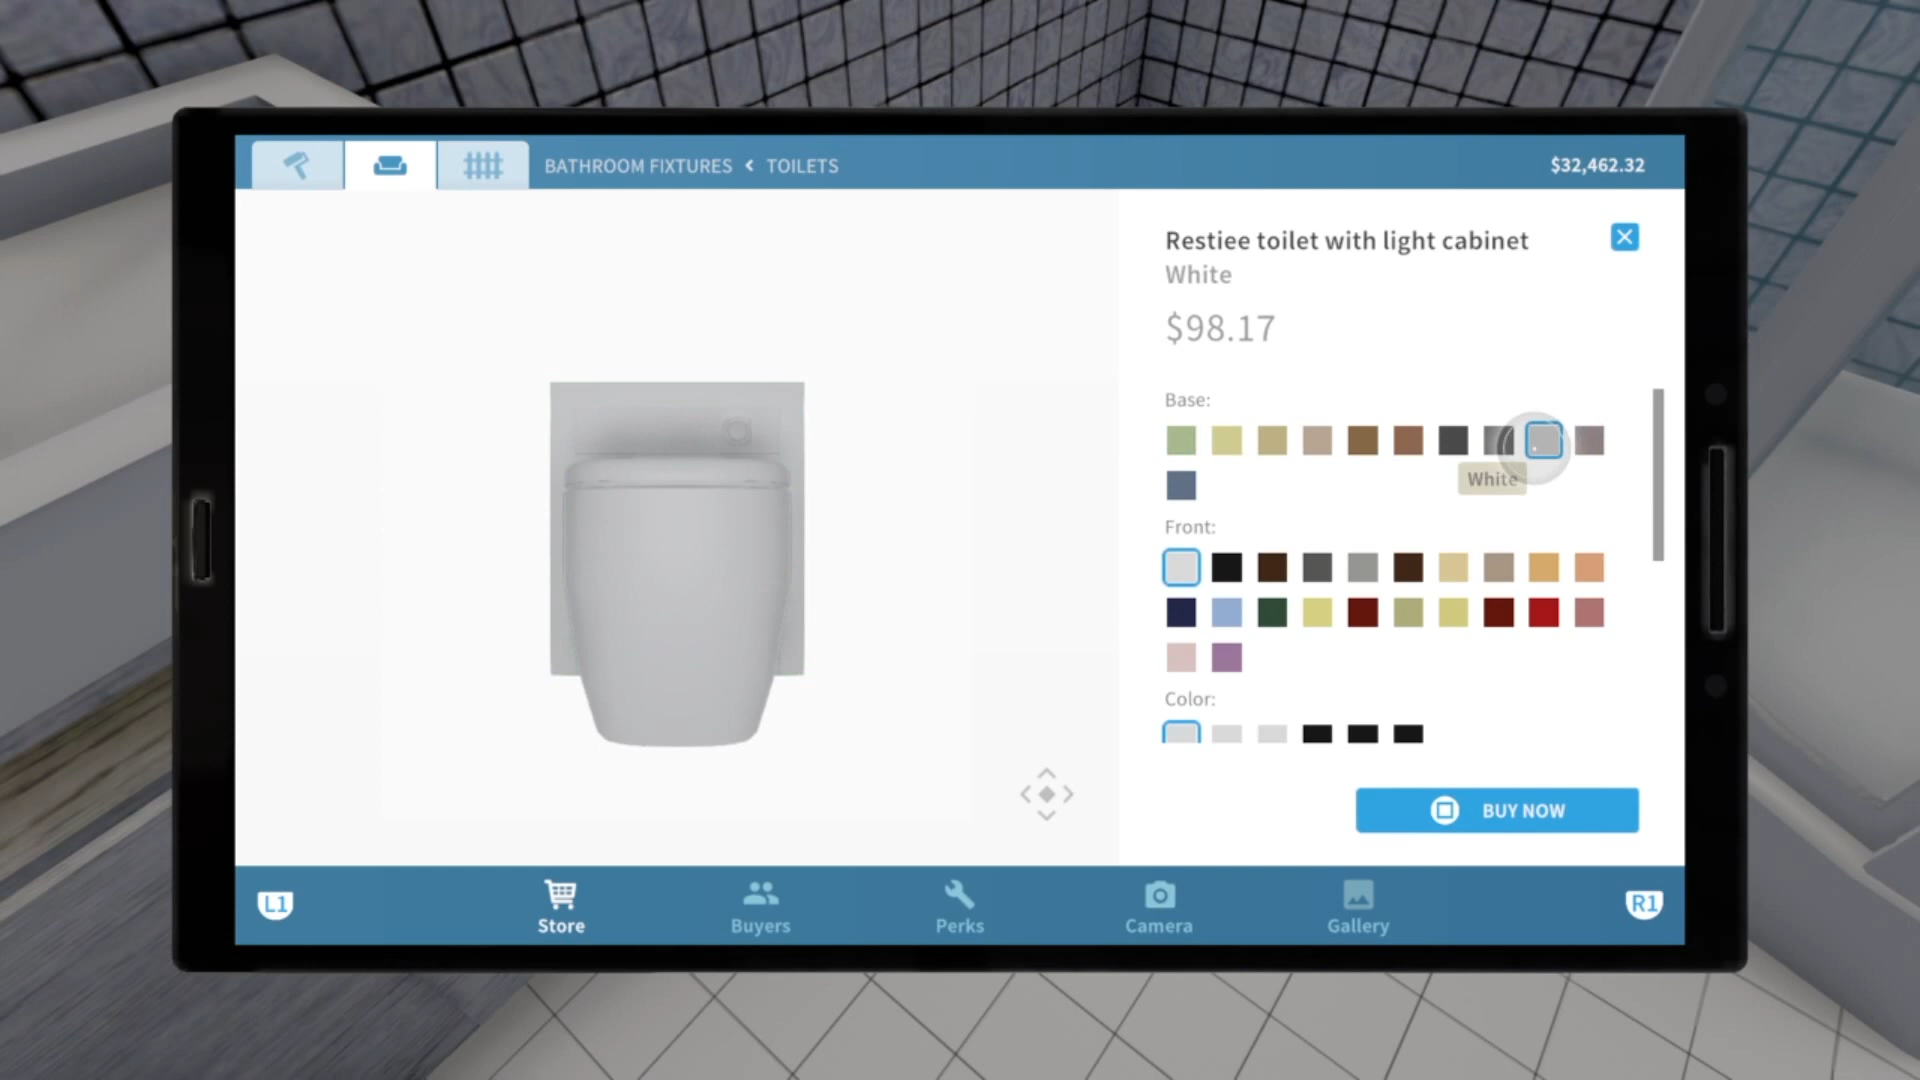 BATHROOM FIXTURES < TOILETS
$32,462.32
Restiee toilet with light cabinet
White
$98.17
Base:
White
Front:
Color:
BUY NOW
L1
Store
Buyers
Perks
Camera
Gallery
R1